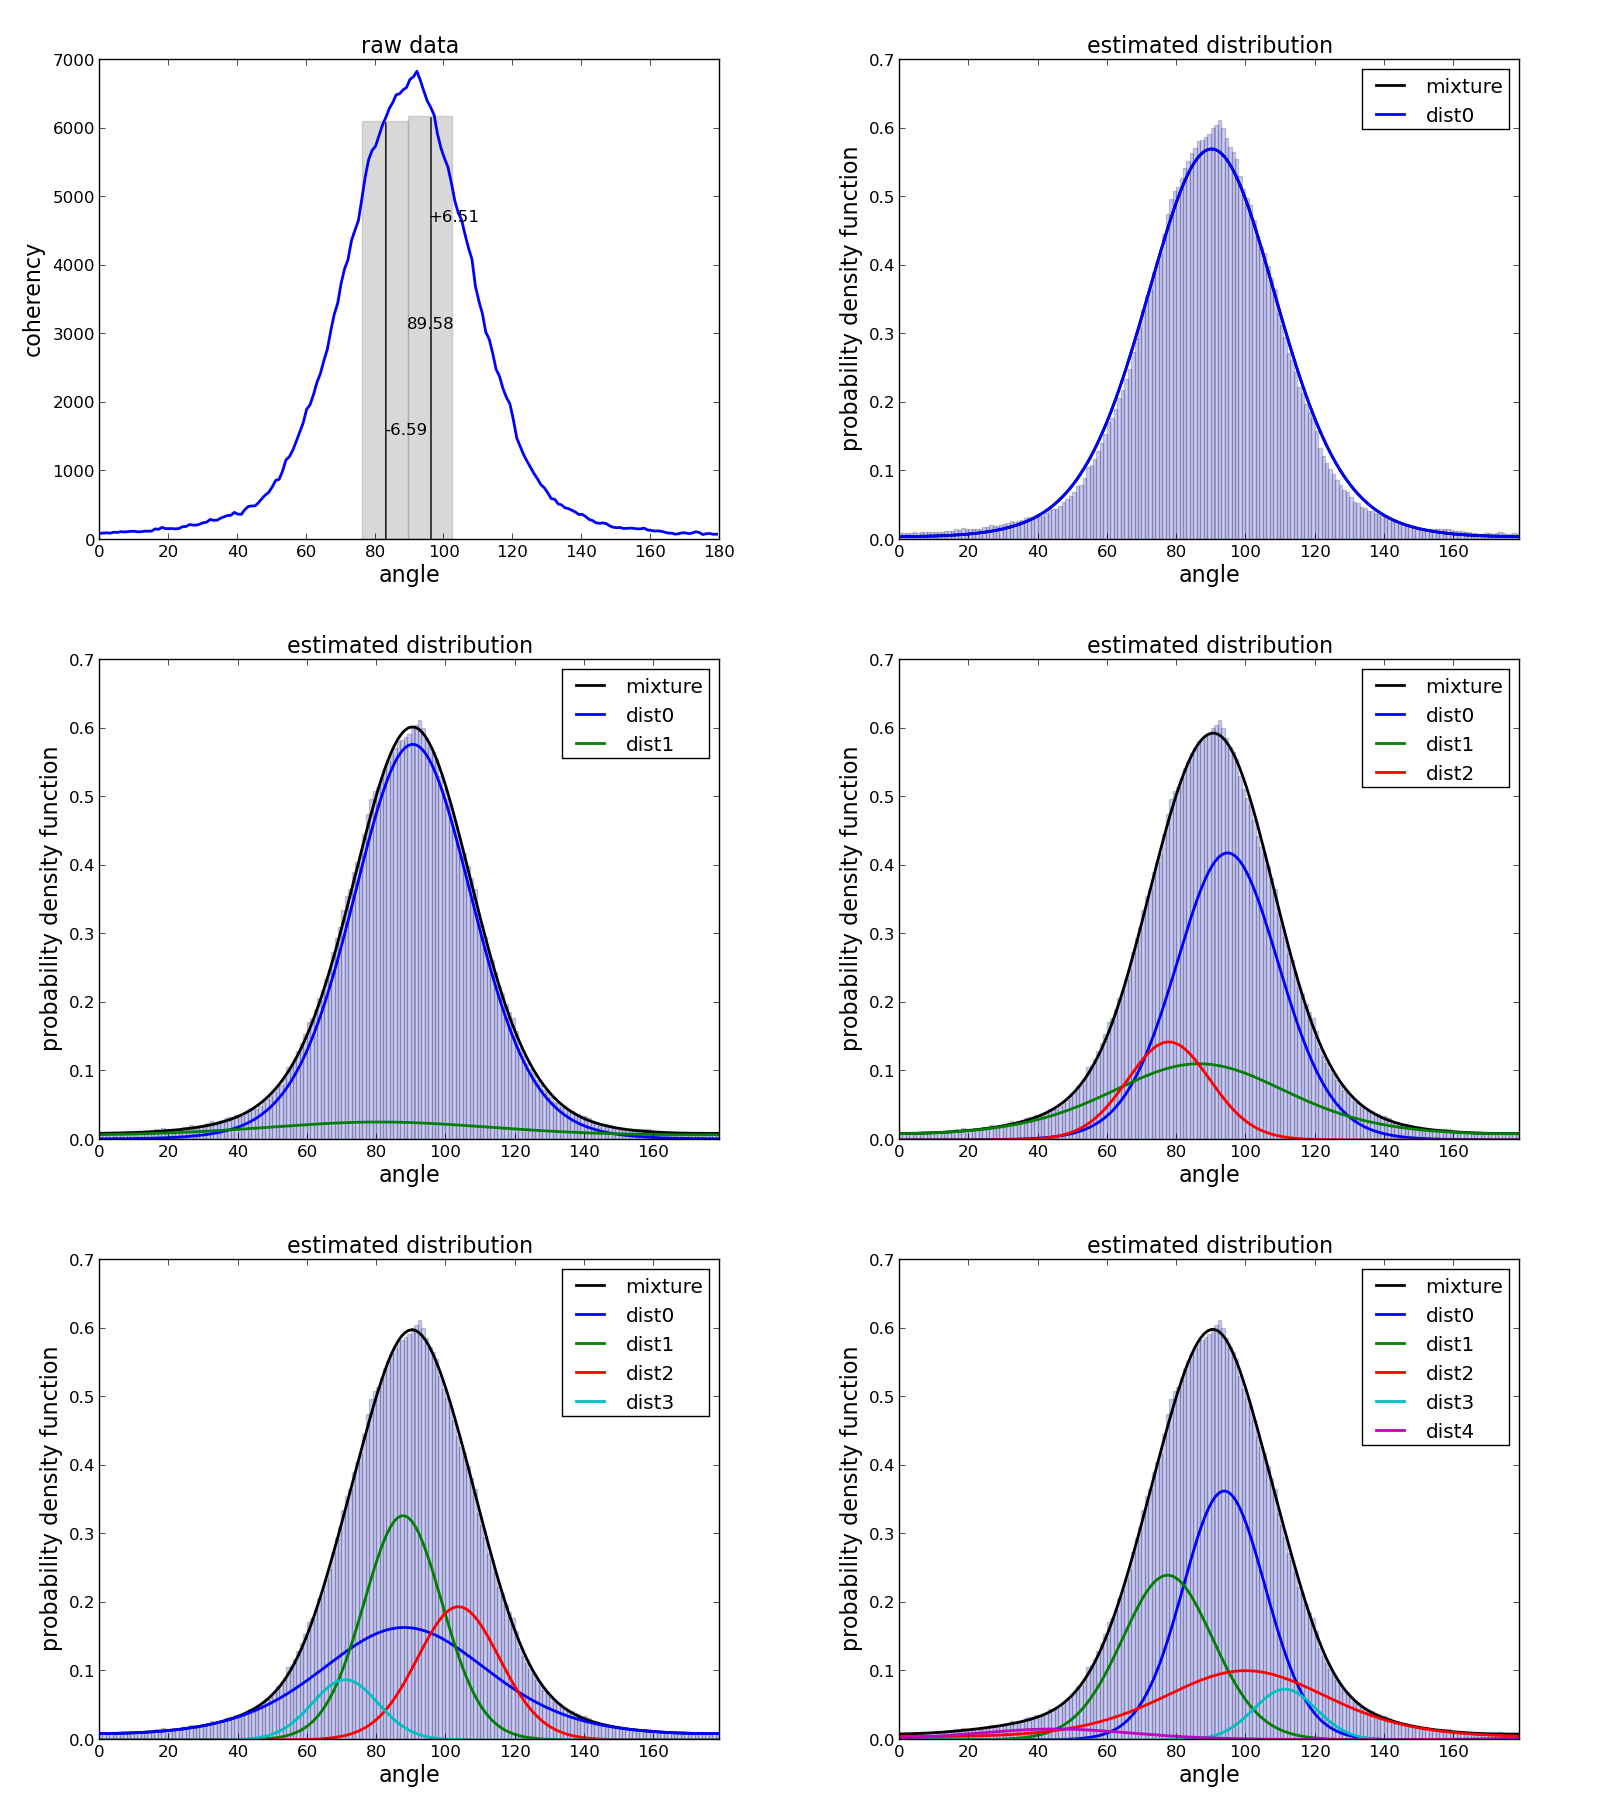 raw data
7000
6000
5000
4000
3000
2000
1000
0
coherency
+6.51
89.58
-6.59
0 20 40 60 80 100 120 140 160 180
angle
estimated distribution
0.7
0.6
0.5
0.4
0.3
0.2
0.1
0.0
probability density function
mixture
dist0
0 20 40 60 80 100 120 140 160
angle
estimated distribution
0.7
0.6
0.5
0.4
0.3
0.2
0.1
0.0
probability density function
mixture
dist0
dist1
0 20 40 60 80 100 120 140 160
angle
estimated distribution
0.7
0.6
0.5
0.4
0.3
0.2
0.1
0.0
probability density function
mixture
dist0
dist1
dist2
0 20 40 60 80 100 120 140 160
angle
estimated distribution
0.7
0.6
0.5
0.4
0.3
0.2
0.1
0.0
probability density function
mixture
dist0
dist1
dist2
dist3
0 20 40 60 80 100 120 140 160
angle
estimated distribution
0.7
0.6
0.5
0.4
0.3
0.2
0.1
0.0
probability density function
mixture
dist0
dist1
dist2
dist3
dist4
0 20 40 60 80 100 120 140 160
angle